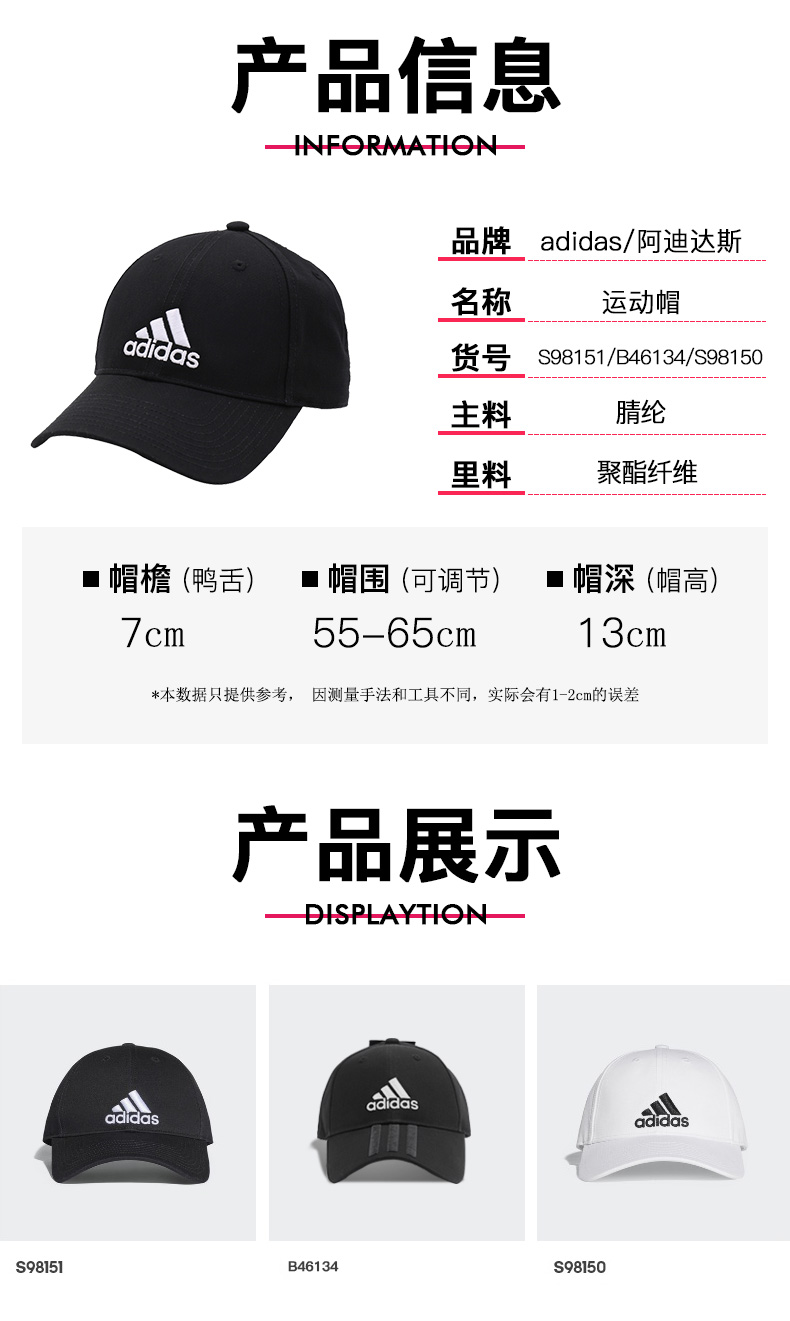 产品信息
INFORMATION
adidas
品牌 adidas/阿迪达斯
名称 运动帽
货号 S98151/B46134/S98150
主料 腈纶
里料 聚酯纤维
■ 帽檐 (鸭舌) ■ 帽围 (可调节) ■ 帽深 (帽高)
7cm 55-65cm 13cm
*本数据只提供参考， 因测量手法和工具不同,实际会有1-2cm的误差
产品展示
DISPLAYTION
adidas adidas adidas
S98151 B46134 S98150